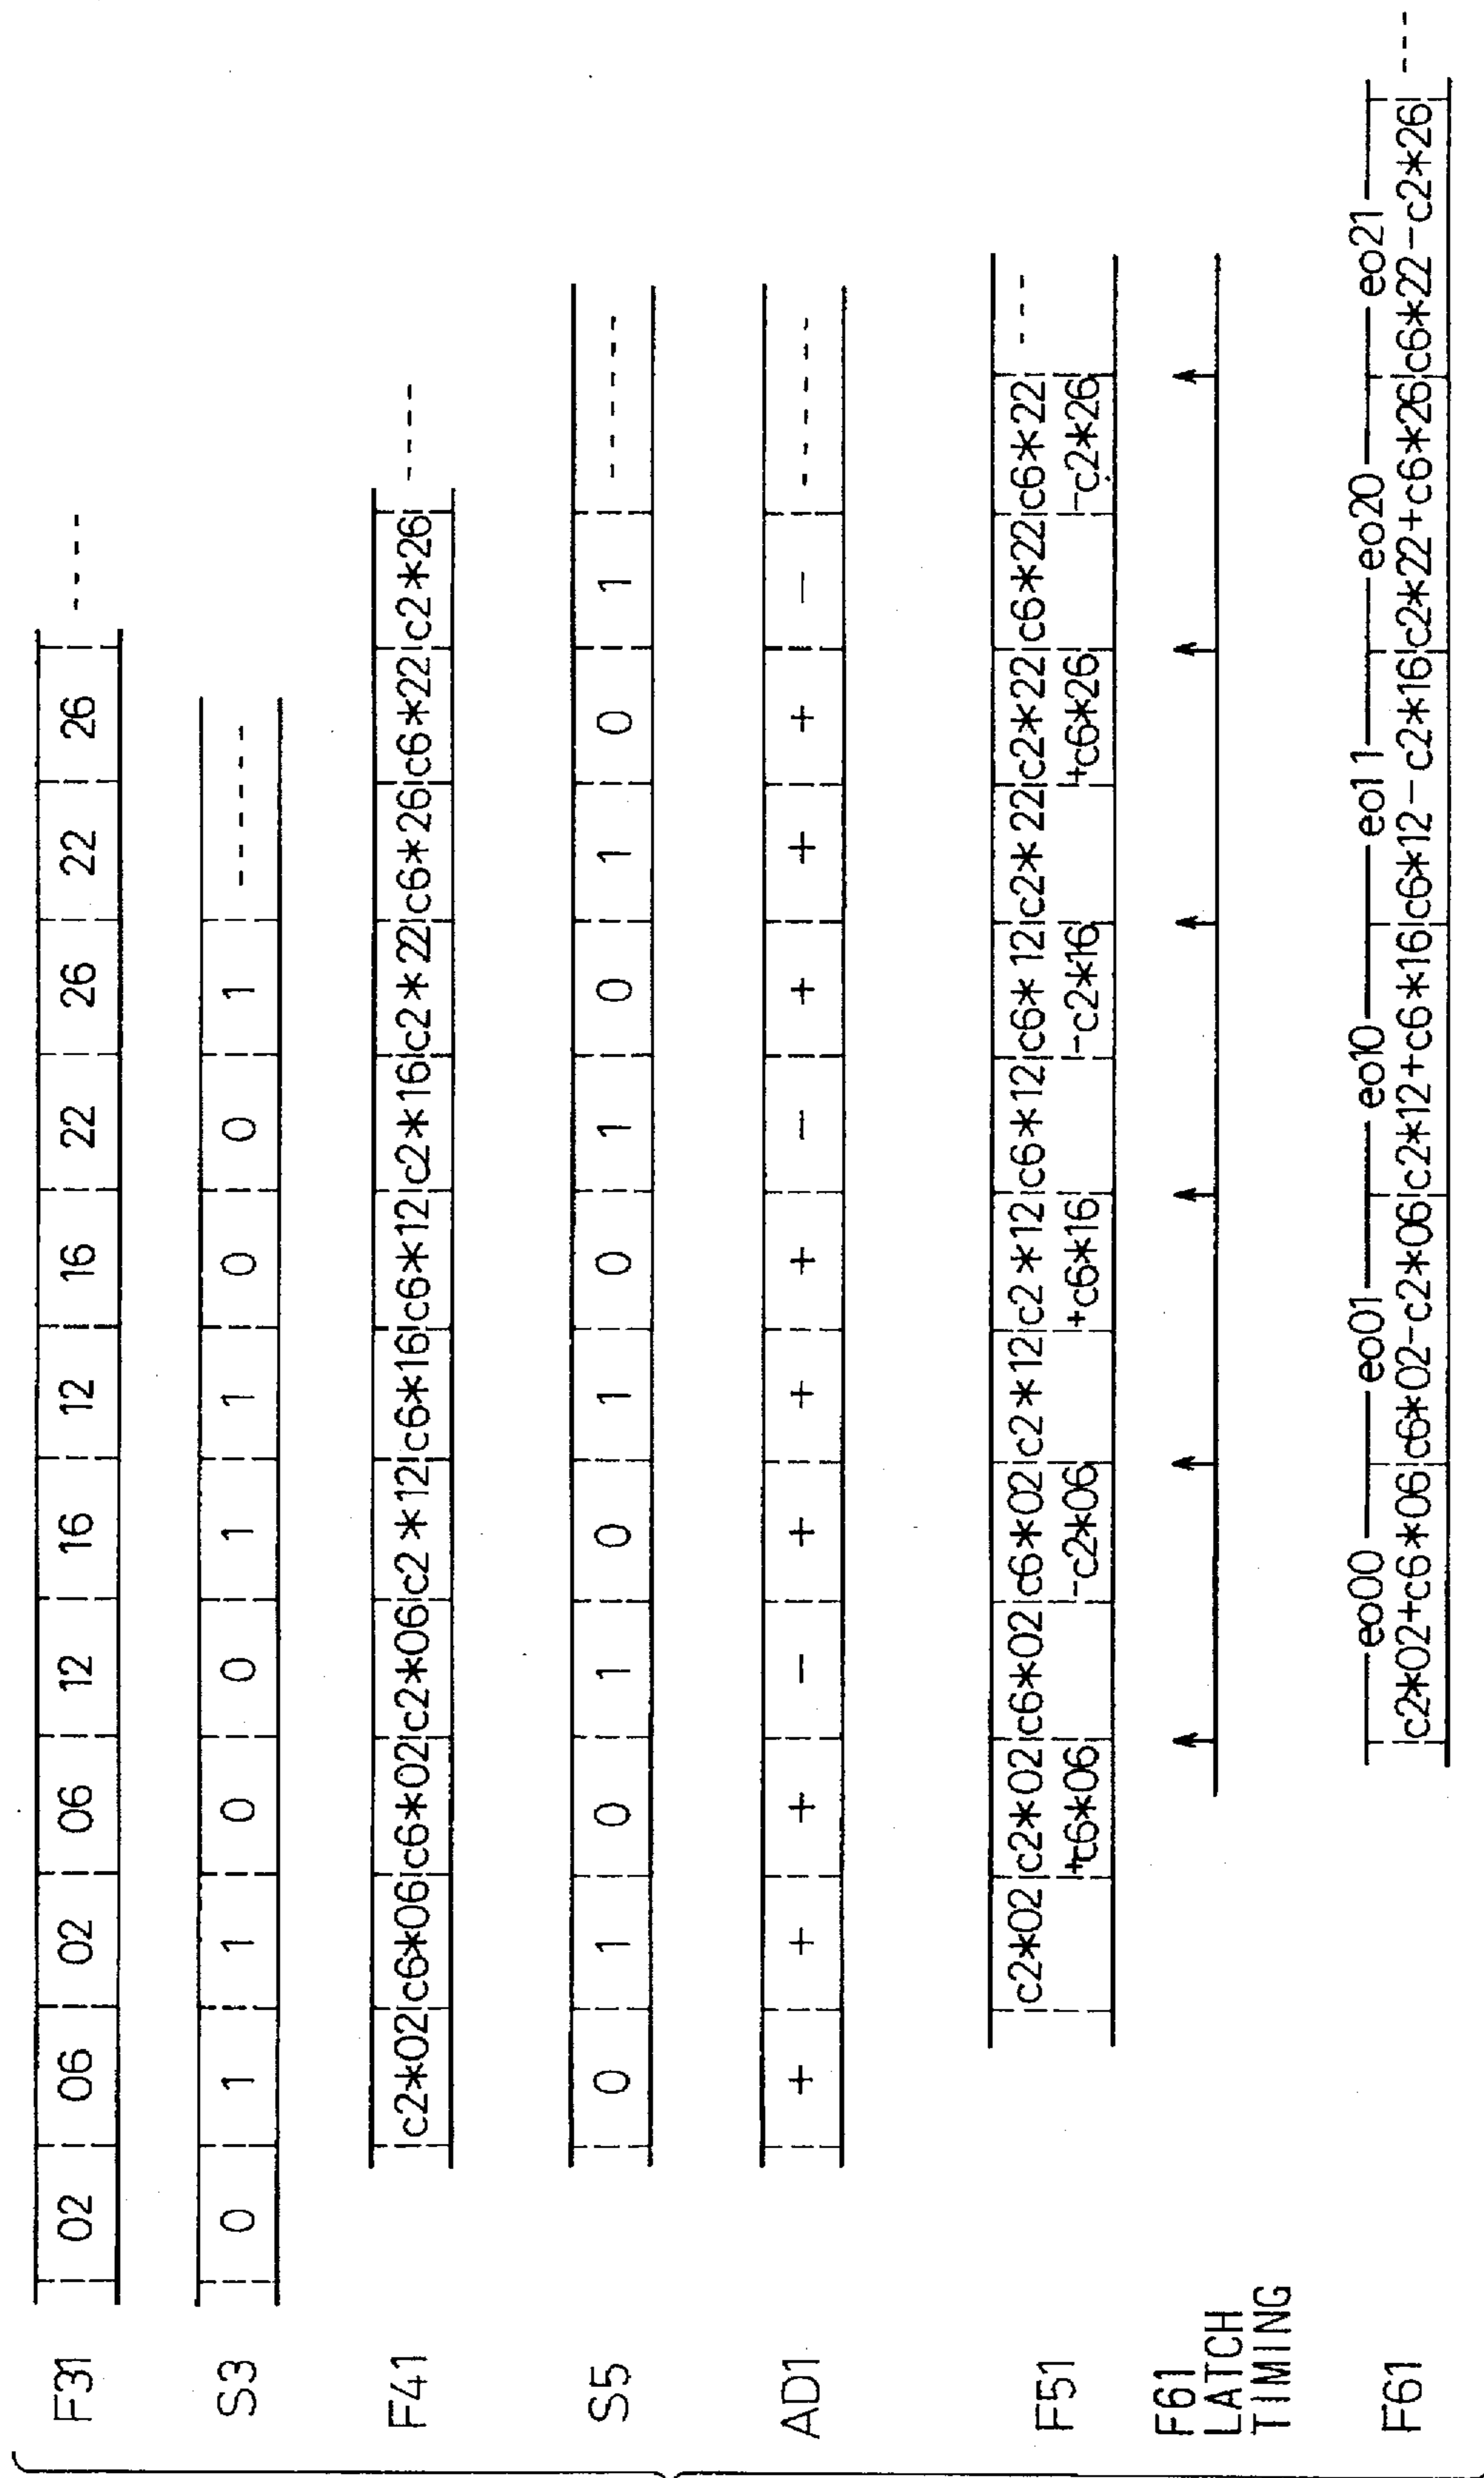 F31 02 06 02 06 12 16 12 16 22 26 22 26 ----
S3 0 1 1 0 0 1 1 0 0 1 ------
F41 c2*02 c6*06 c6*02 c2*06 c2*12 c6*16 c6*12 c2*16 c2*22 c6*26 c6*22 c2*26 ----
S5 0 1 0 1 0 1 0 1 0 1 0 1 ------
AD1 + + + - + + + - + + + - ------
F51 c2*02 c2*02 c6*02 c6*02 c2*12 c2*12 c6*12 c6*12 c2*22 c2*22 c6*22 c6*22 ---
+c6*06 -c2*06 +c6*16 -c2*16 +c6*26 -c2*26
F61
LATCH
TIMING
eo00 eo01 eo10 eo11 eo20 eo21
F61 c2*02+c6*06 c6*02-c2*06 c2*12+c6*16 c6*12-c2*16 c2*22+c6*26 c6*22-c2*26 ---